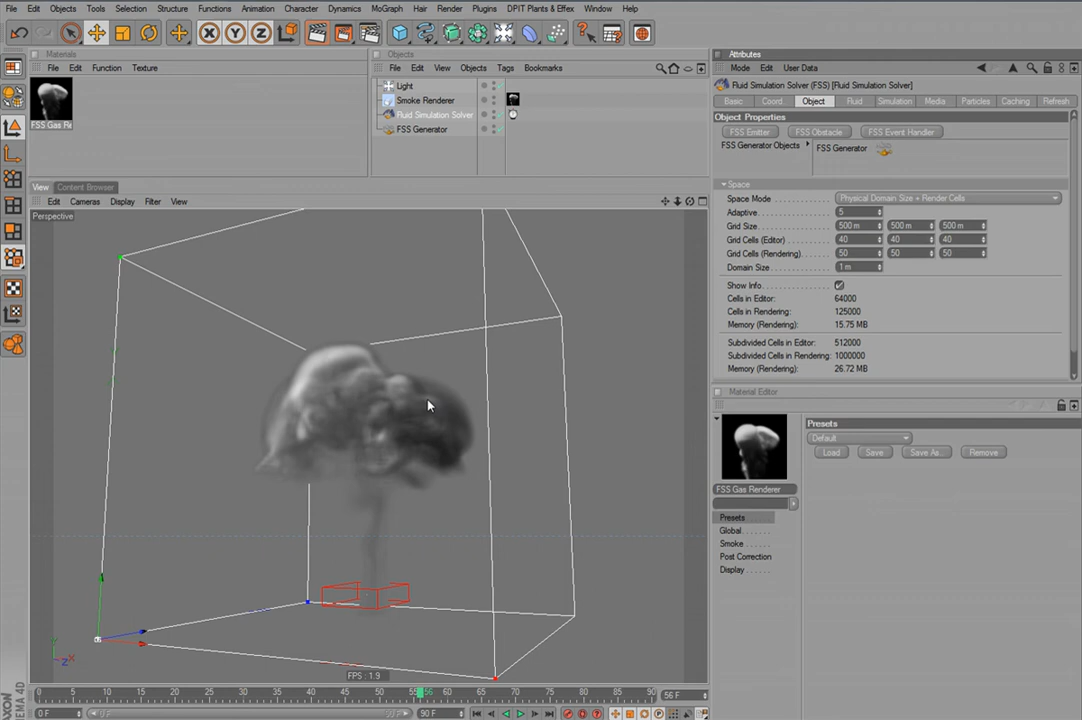 File Edit Objects Tools Selection Structure Functions Animation Character Dynamics MoGraph Hair Render Plugins DPIT Plants & Effex Window Help
Materials
File Edit Function Texture
FSS Gas Re
Objects
File Edit View Objects Tags Bookmarks
Light
Smoke Renderer
Fluid Simulation Solver
FSS Generator
View Content Browser
Edit Cameras Display Filter View
Perspective
Y
Z X
FPS : 1.9
0 5 10 15 20 25 30 35 40 45 50 55 56 60 65 70 75 80 85 90 56 F
0 F 0 F 90 F 90 F
AXON
MA 4D
Attributes
Mode Edit User Data
Fluid Simulation Solver (FSS) [Fluid Simulation Solver]
Basic Coord. Object Fluid Simulation Media Particles Caching Refresh
Object Properties
FSS Emitter FSS Obstacle FSS Event Handler
FSS Generator Objects FSS Generator
Space
Space Mode Physical Domain Size + Render Cells
Adaptive 5
Grid Size 500 m 500 m 500 m
Grid Cells (Editor) 40 40 40
Grid Cells (Rendering) 50 50 50
Domain Size 1 m
Show Info
Cells in Editor: 64000
Cells in Rendering: 125000
Memory (Rendering): 15.75 MB
Subdivided Cells in Editor: 512000
Subdivided Cells in Rendering: 1000000
Memory (Rendering): 26.72 MB
Material Editor
FSS Gas Renderer
Presets
Global
Smoke
Post Correction
Display
Presets
Default
Load Save Save As.. Remove